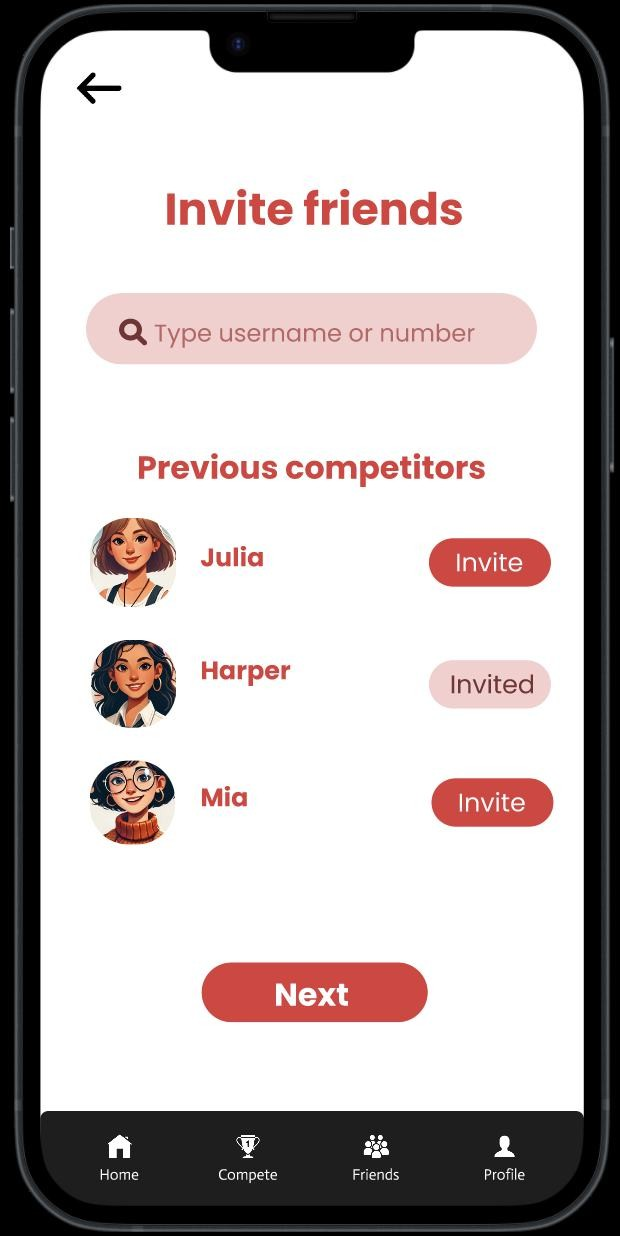 Invite friends
Type username or number
Previous competitors
Julia
Invite
Harper
Invited
Mia
Invite
Next
1
Home
Compete
Friends
Profile